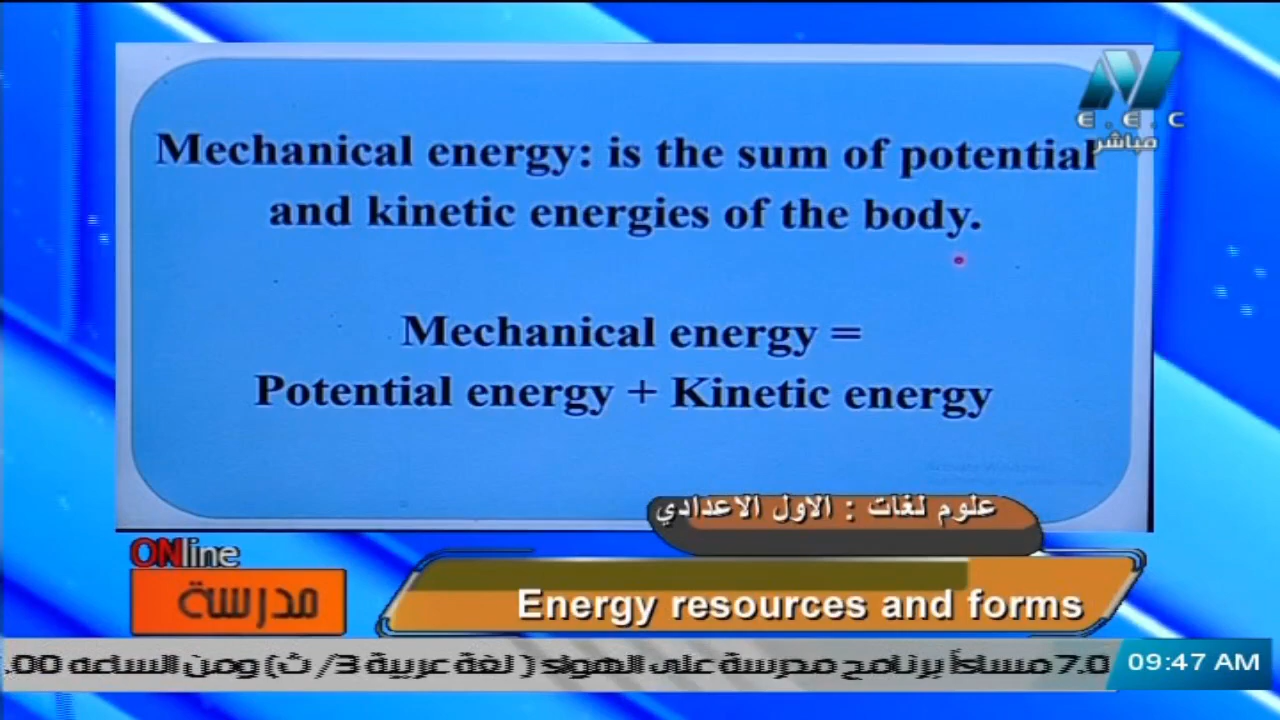 Mechanical energy: is the sum of potential
and kinetic energies of the body.
Mechanical energy =
Potential energy + Kinetic energy
E.E.C
مباشر
علوم لغات : الاول الاعدادي
ONline
مدرسة
Energy resources and forms
7.0 مساءاً برنامج مدرسة على الهواء ( لغة عربية 3/ ث) ومن الساعه 00.
09:47 AM